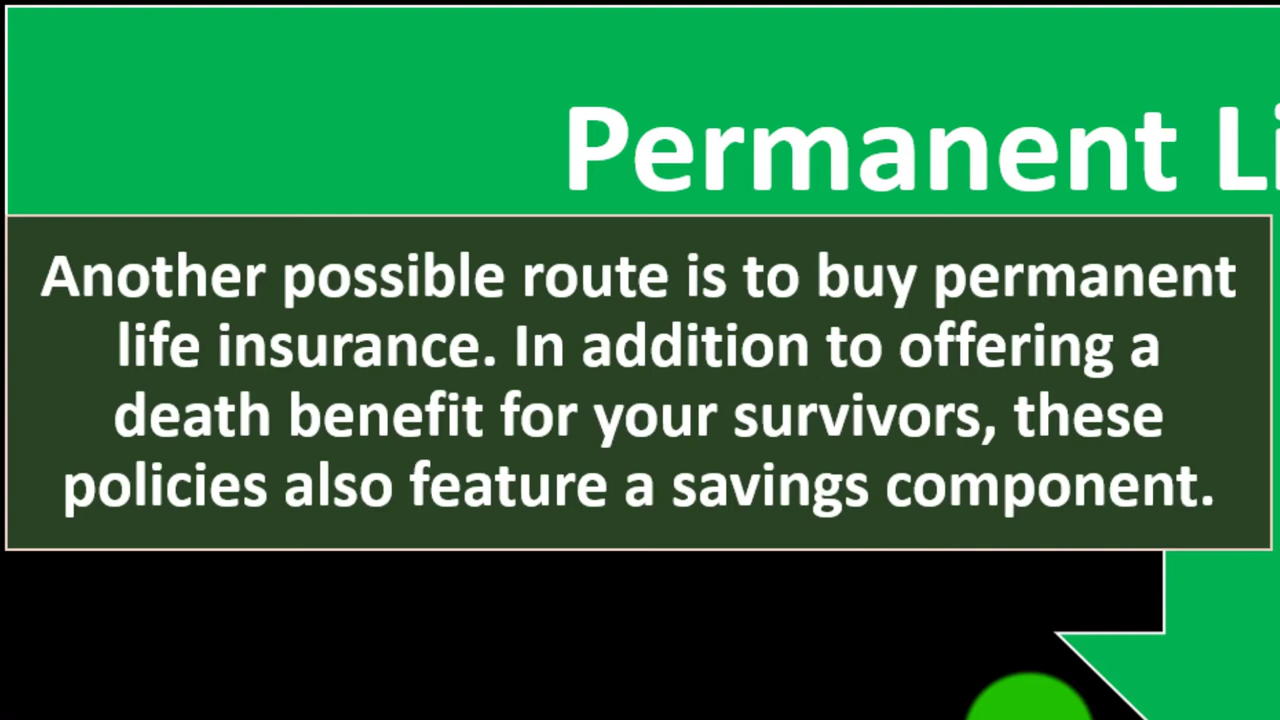 Permanent Li
Another possible route is to buy permanent
life insurance. In addition to offering a
death benefit for your survivors, these
policies also feature a savings component.